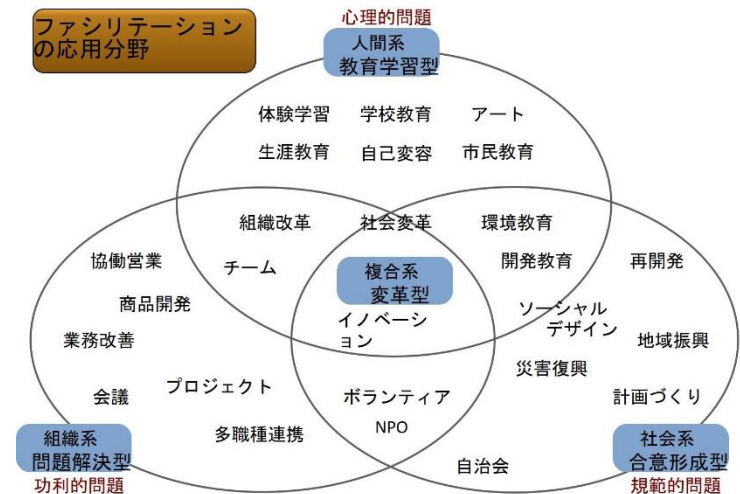 ファシリテーション
の応用分野
心理的問題
人間系
教育学習型
体験学習 学校教育 アート
生涯教育 自己変容 市民教育
組織改革 社会変革 環境教育
協働営業 チーム 開発教育 再開発
複合系
変革型
商品開発
イノベーシ
ョン
ソーシャル
デザイン
業務改善 地域振興
災害復興
会議 プロジェクト ボランティア 計画づくり
NPO
多職種連携
自治会
組織系
問題解決型
功利的問題
社会系
合意形成型
規範的問題